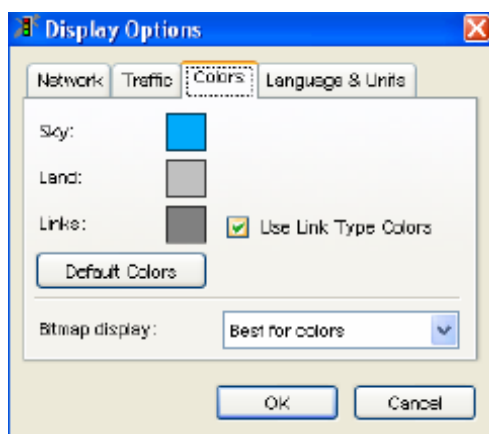 Display Options
Network Traffic Colors Language & Units
Sky:
Land:
Links: Use Link Type Colors
Default Colors
Bitmap display: Best for colors
OK Cancel